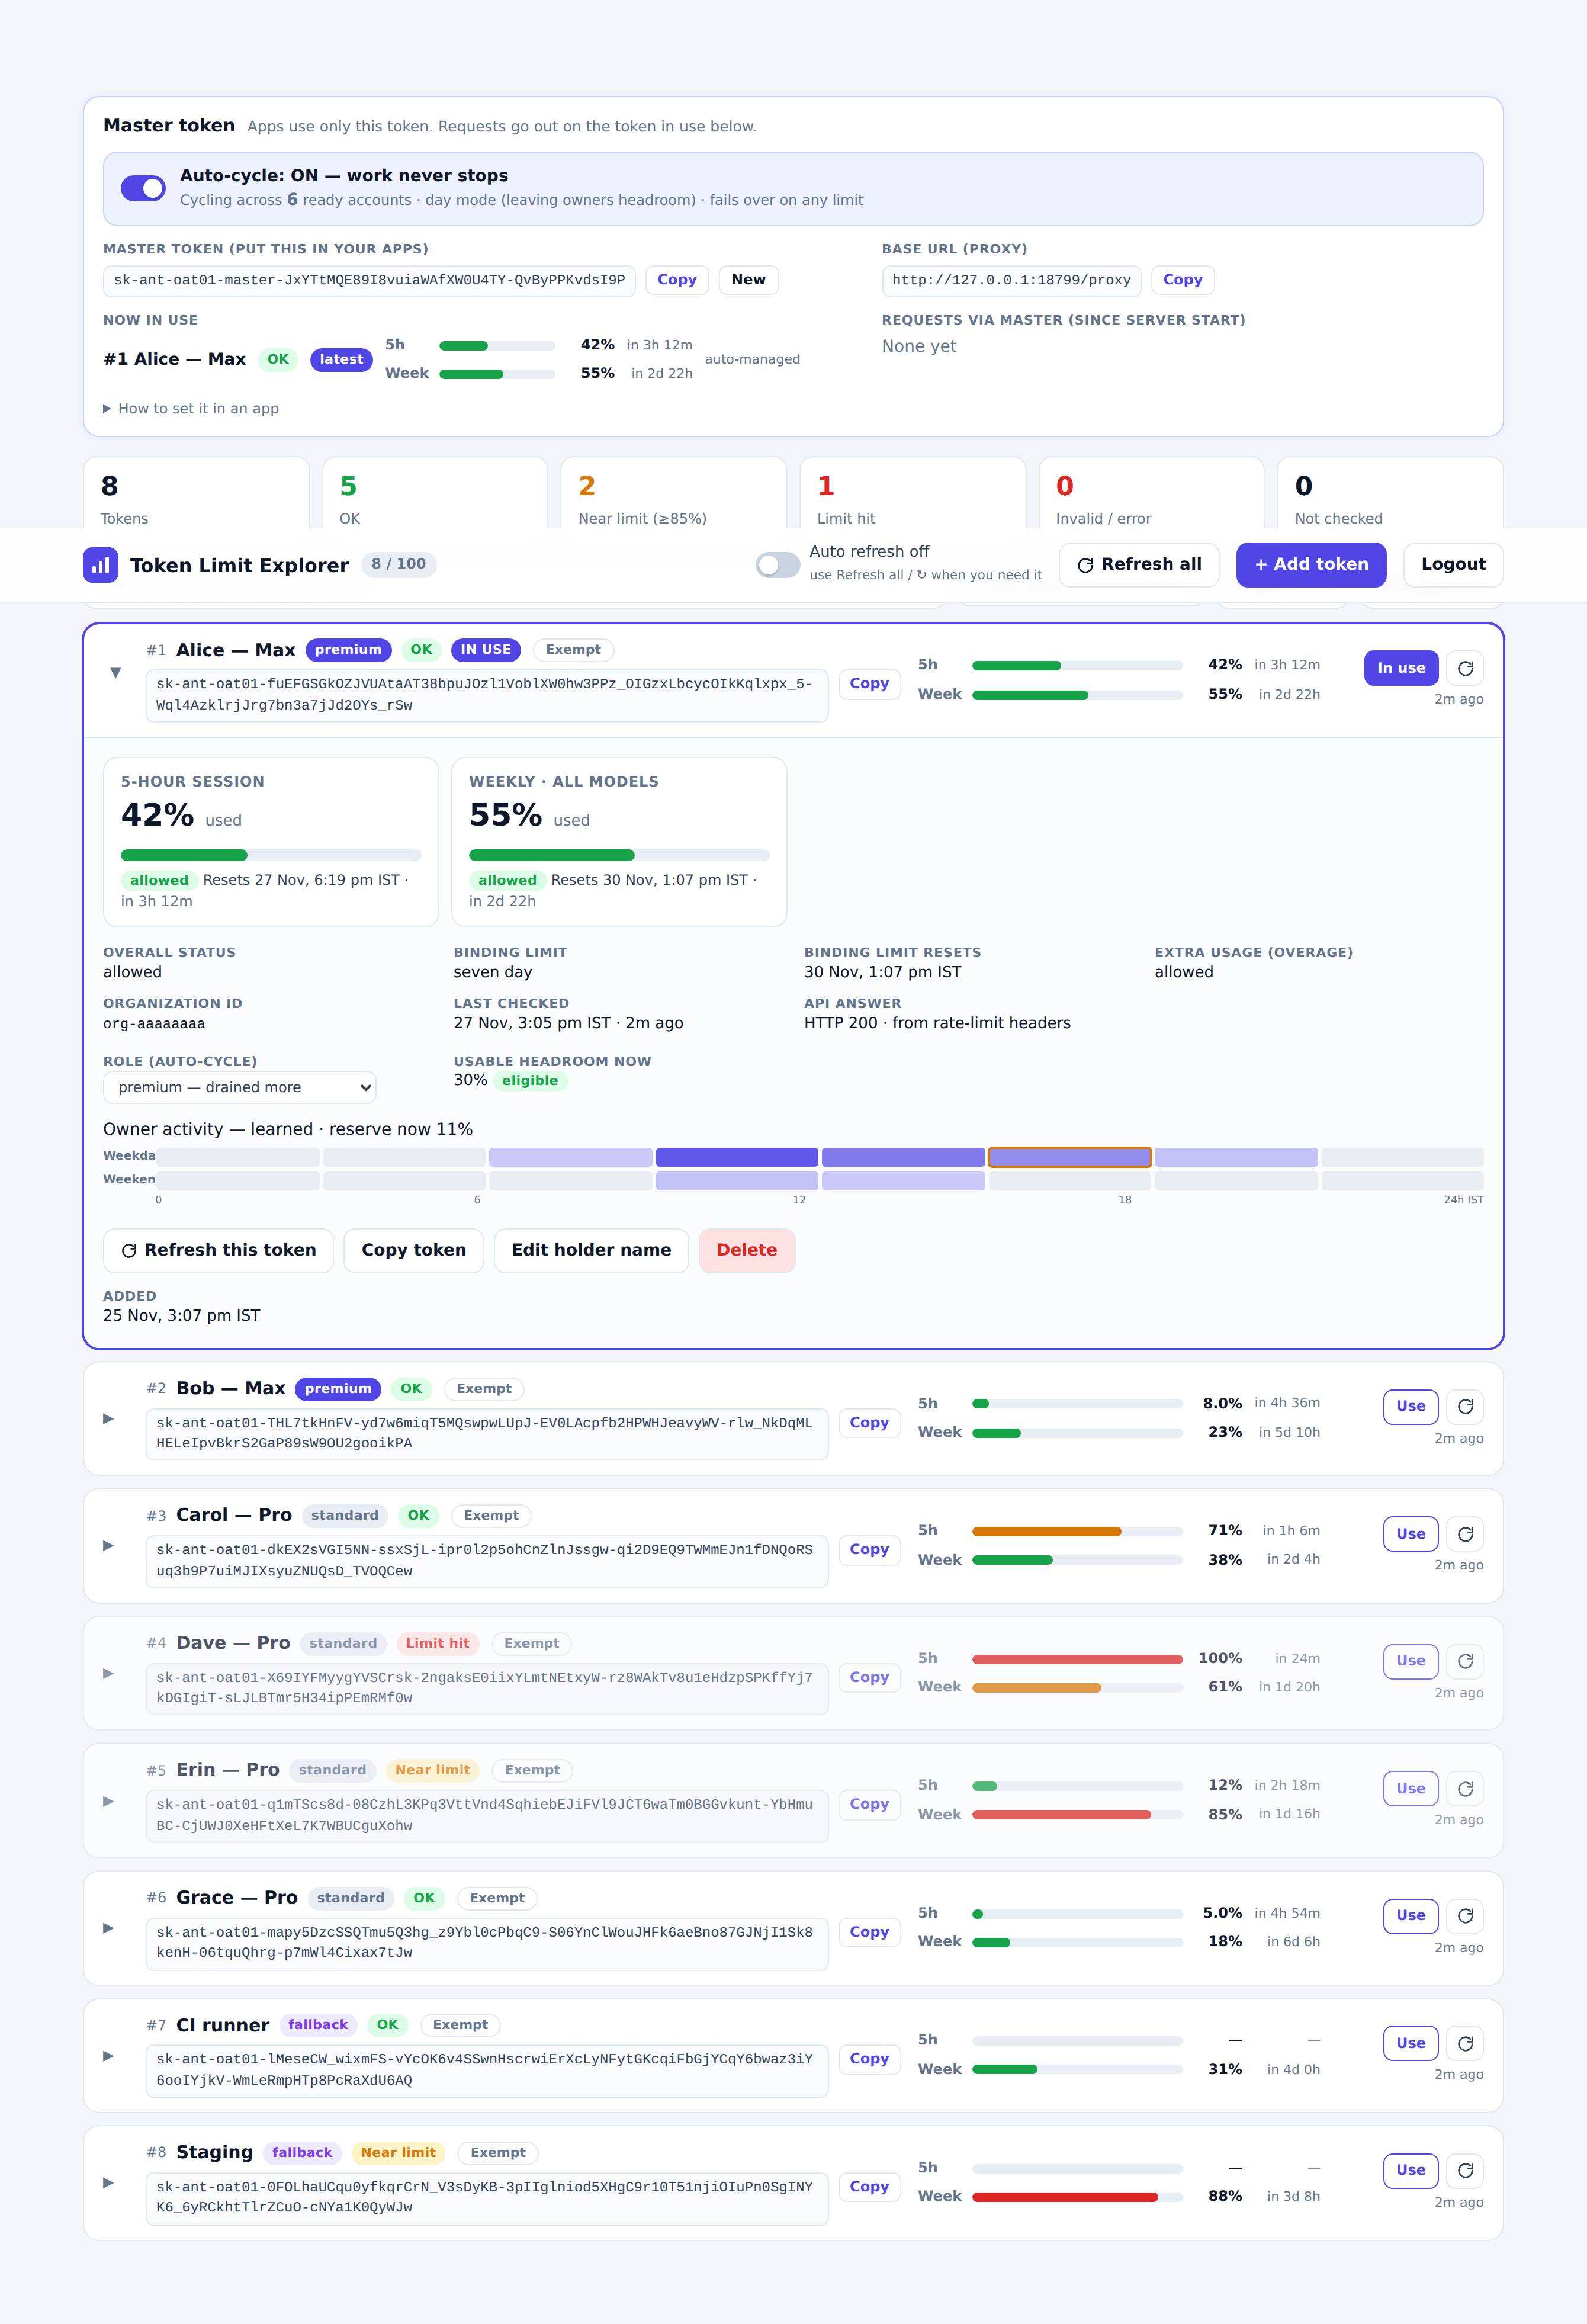 Master token Apps use only this token. Requests go out on the token in use below.
Auto-cycle: ON — work never stops
Cycling across 6 ready accounts · day mode (leaving owners headroom) · fails over on any limit
MASTER TOKEN (PUT THIS IN YOUR APPS)
sk-ant-oat01-master-JxYTtMQE89I8vuiaWAfXW0U4TY-QvByPPKvdsI9P Copy New
BASE URL (PROXY)
http://127.0.0.1:18799/proxy Copy
NOW IN USE
#1 Alice — Max OK latest
5h 42% in 3h 12m
Week 55% in 2d 22h
auto-managed
REQUESTS VIA MASTER (SINCE SERVER START)
None yet
▶ How to set it in an app
8
Tokens
5
OK
2
Near limit (≥85%)
1
Limit hit
0
Invalid / error
0
Not checked
Token Limit Explorer 8 / 100
Auto refresh off
use Refresh all / ↻ when you need it
Refresh all
+ Add token
Logout
▼ #1 Alice — Max premium OK IN USE Exempt
sk-ant-oat01-fuEFGSGkOZJVUAtaAT38bpuJOzl1VoblXW0hw3PPz_OIGzxLbcycOIkKqlxpx_5-
Wql4AzklrjJrg7bn3a7jJd2OYs_rSw
Copy
5h 42% in 3h 12m
Week 55% in 2d 22h
In use
2m ago
5-HOUR SESSION
42% used
allowed Resets 27 Nov, 6:19 pm IST ·
in 3h 12m
WEEKLY · ALL MODELS
55% used
allowed Resets 30 Nov, 1:07 pm IST ·
in 2d 22h
OVERALL STATUS
allowed
BINDING LIMIT
seven day
BINDING LIMIT RESETS
30 Nov, 1:07 pm IST
EXTRA USAGE (OVERAGE)
allowed
ORGANIZATION ID
org-aaaaaaaa
LAST CHECKED
27 Nov, 3:05 pm IST · 2m ago
API ANSWER
HTTP 200 · from rate-limit headers
ROLE (AUTO-CYCLE)
premium — drained more
USABLE HEADROOM NOW
30% eligible
Owner activity — learned · reserve now 11%
Weekda
Weeken
0 6 12 18 24h IST
Refresh this token
Copy token
Edit holder name
Delete
ADDED
25 Nov, 3:07 pm IST
▶ #2 Bob — Max premium OK Exempt
sk-ant-oat01-THL7tkHnFV-yd7w6miqT5MQswpwLUpJ-EV0LAcpfb2HPWHJeavyWV-rlw_NkDqML
HELeIpvBkrS2GaP89sW9OU2gooikPA
Copy
5h 8.0% in 4h 36m
Week 23% in 5d 10h
Use
2m ago
▶ #3 Carol — Pro standard OK Exempt
sk-ant-oat01-dkEX2sVGI5NN-ssxSjL-ipr0l2p5ohCnZlnJssgw-qi2D9EQ9TWMmEJn1fDNQoRS
uq3b9P7uiMJIXsyuZNUQsD_TVOQCew
Copy
5h 71% in 1h 6m
Week 38% in 2d 4h
Use
2m ago
▶ #4 Dave — Pro standard Limit hit Exempt
sk-ant-oat01-X69IYFMyygYVSCrsk-2ngaksE0iixYLmtNEtxyW-rz8WAkTv8u1eHdzpSPKffYj7
kDGIgiT-sLJLBTmr5H34ipPEmRMf0w
Copy
5h 100% in 24m
Week 61% in 1d 20h
Use
2m ago
▶ #5 Erin — Pro standard Near limit Exempt
sk-ant-oat01-q1mTScs8d-08CzhL3KPq3VttVnd4SqhiebEJiFVl9JCT6waTm0BGGvkunt-YbHmu
BC-CjUWJ0XeHFtXeL7K7WBUCguXohw
Copy
5h 12% in 2h 18m
Week 85% in 1d 16h
Use
2m ago
▶ #6 Grace — Pro standard OK Exempt
sk-ant-oat01-mapy5DzcSSQTmu5Q3hg_z9Ybl0cPbqC9-S06YnClWouJHFk6aeBno87GJNjI1Sk8
kenH-06tquQhrg-p7mWl4Cixax7tJw
Copy
5h 5.0% in 4h 54m
Week 18% in 6d 6h
Use
2m ago
▶ #7 CI runner fallback OK Exempt
sk-ant-oat01-lMeseCW_wixmFS-vYcOK6v4SSwnHscrwiErXcLyNFytGKcqiFbGjYCqY6bwaz3iY
6ooIYjkV-WmLeRmpHTp8PcRaXdU6AQ
Copy
5h — —
Week 31% in 4d 0h
Use
2m ago
▶ #8 Staging fallback Near limit Exempt
sk-ant-oat01-0FOLhaUCqu0yfkqrCrN_V3sDyKB-3pIIglniod5XHgC9r10T51njiOIuPn0SgINY
K6_6yRCkhtTlrZCuO-cNYa1K0QyWJw
Copy
5h — —
Week 88% in 3d 8h
Use
2m ago